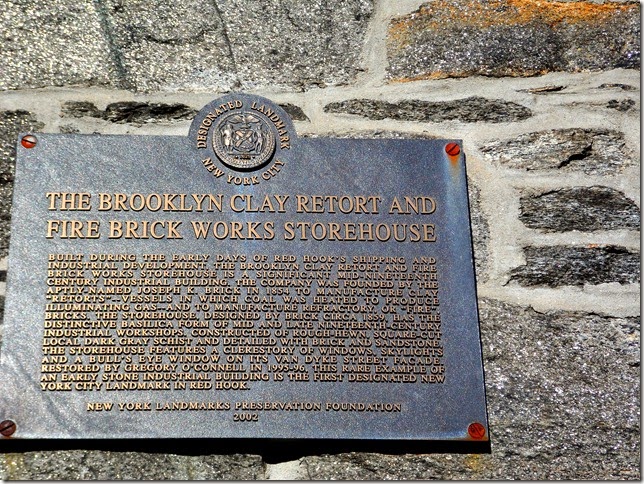 DESIGNATED LANDMARK
NEW YORK CITY
THE BROOKLYN CLAY RETORT AND
FIRE BRICK WORKS STOREHOUSE
BUILT DURING THE EARLY DAYS OF RED HOOK'S SHIPPING AND
INDUSTRIAL DEVELOPMENT, THE BROOKLYN CLAY RETORT AND FIRE
BRICK WORKS STOREHOUSE IS A SIGNIFICANT MID-NINETEENTH-
CENTURY INDUSTRIAL BUILDING. THE COMPANY WAS FOUNDED BY THE
APTLY-NAMED JOSEPH K. BRICK IN 1854 TO MANUFACTURE CLAY
"RETORTS"—VESSELS IN WHICH COAL WAS HEATED TO PRODUCE
ILLUMINATING GAS—AND TO MANUFACTURE REFRACTORY, OR "FIRE,"
BRICKS. THE STOREHOUSE, DESIGNED BY BRICK CIRCA 1859, HAS THE
DISTINCTIVE BASILICA FORM OF MID AND LATE NINETEENTH-CENTURY
INDUSTRIAL WORKSHOPS. CONSTRUCTED OF ROUGH-HEWN, SQUARE-CUT,
LOCAL DARK GRAY SCHIST AND DETAILED WITH BRICK AND SANDSTONE,
THE STOREHOUSE FEATURES A CLERESTORY OF WINDOWS, SKYLIGHTS
AND A BULL'S EYE WINDOW ON ITS VAN DYKE STREET FACADE.
RESTORED BY GREGORY O'CONNELL IN 1995-96, THIS RARE EXAMPLE OF
AN EARLY STONE INDUSTRIAL BUILDING IS THE FIRST DESIGNATED NEW
YORK CITY LANDMARK IN RED HOOK.
NEW YORK LANDMARKS PRESERVATION FOUNDATION
2002